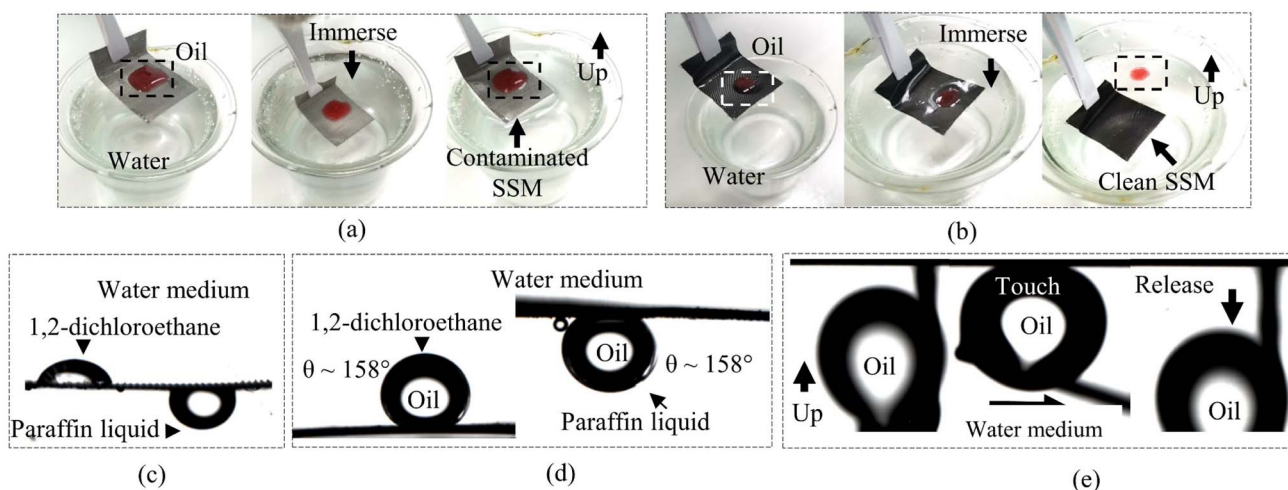 Oil
Water
Immerse
Up
Contaminated
SSM
Oil
Water
Immerse
Up
Clean SSM
(a)
(b)
Water medium
1,2-dichloroethane
Paraffin liquid
Water medium
1,2-dichloroethane
θ ~ 158°
Oil
Oil
θ ~ 158°
Paraffin liquid
Up
Oil
Touch
Oil
Water medium
Release
Oil
(c)
(d)
(e)